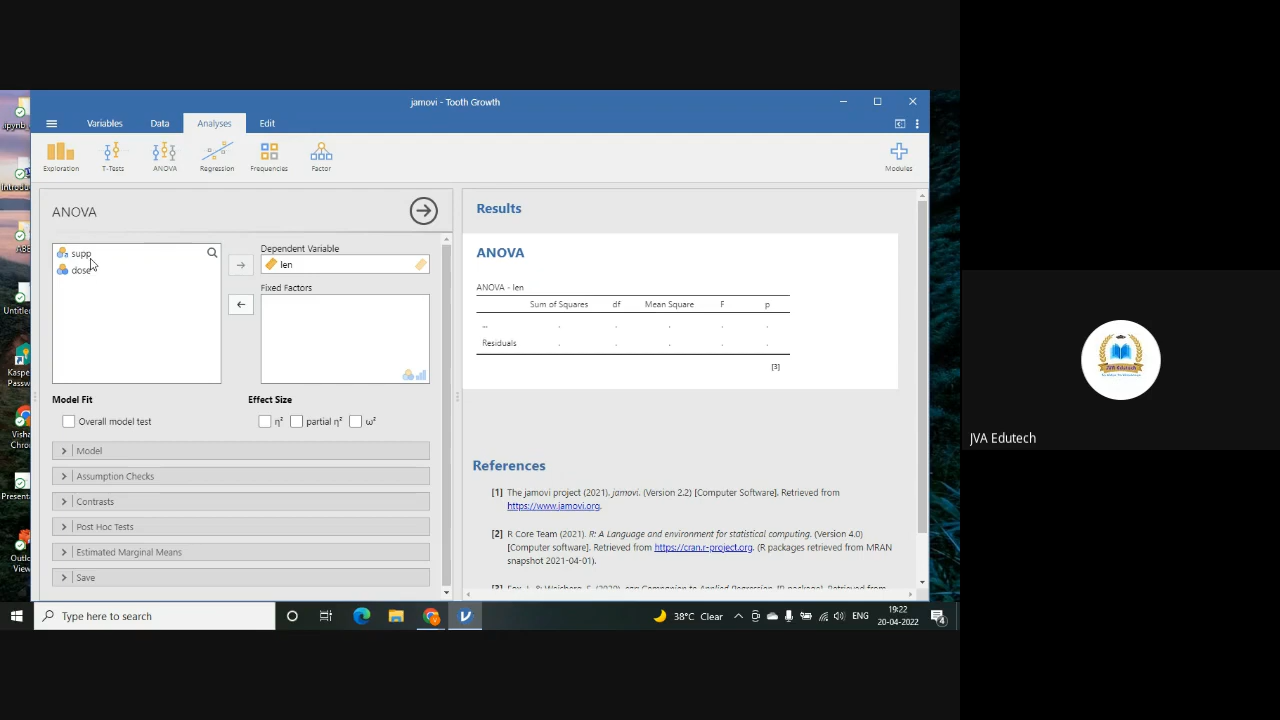 jamovi - Tooth Growth
Variables Data Analyses Edit
Exploration T-Tests ANOVA Regression Frequencies Factor Modules
ANOVA
supp
dose
Dependent Variable
len
Fixed Factors
Model Fit
Overall model test
Effect Size
η² partial η² ω²
Model
Assumption Checks
Contrasts
Post Hoc Tests
Estimated Marginal Means
Save
Results
ANOVA
ANOVA - len
Sum of Squares df Mean Square F p
... . . . . .
Residuals . . . . .
[3]
References
[1] The jamovi project (2021). jamovi. (Version 2.2) [Computer Software]. Retrieved from
https://www.jamovi.org.
[2] R Core Team (2021). R: A Language and environment for statistical computing. (Version 4.0)
[Computer software]. Retrieved from https://cran.r-project.org. (R packages retrieved from MRAN
snapshot 2021-04-01).
Type here to search
38°C Clear
ENG
19:22
20-04-2022
4
JVA Edutech